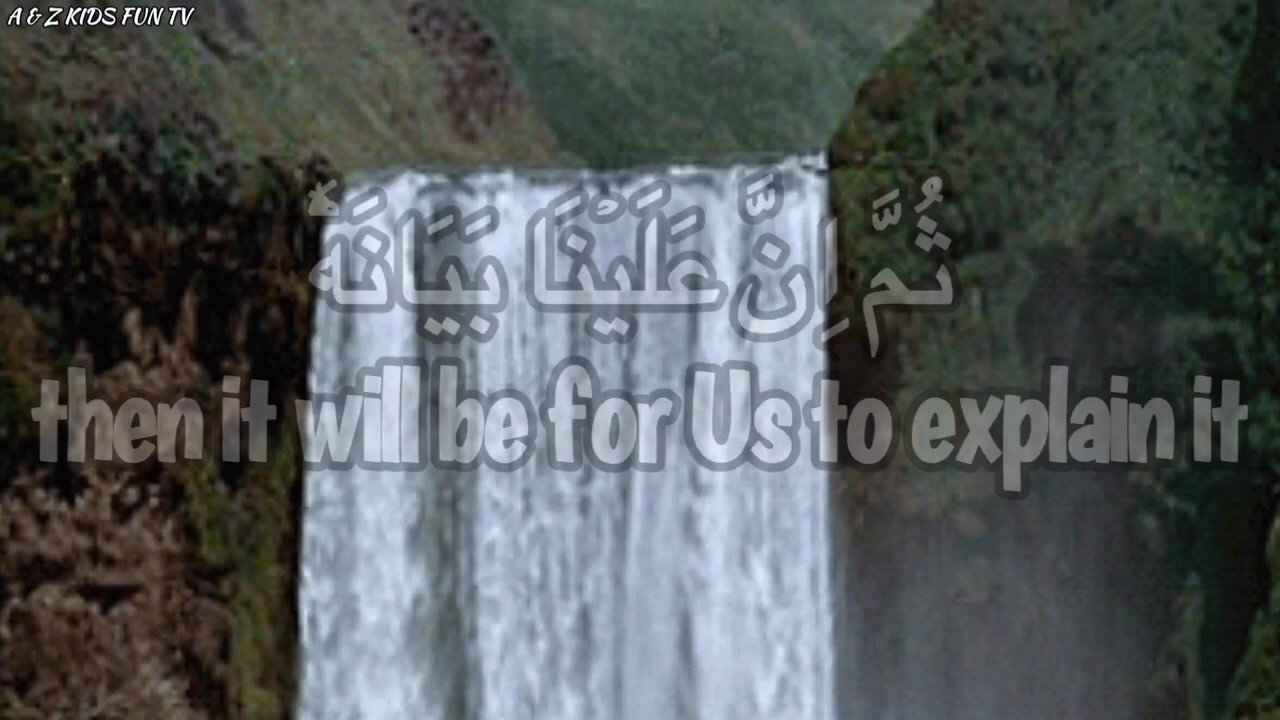 A & Z KIDS FUN TV
ثُمَّ اِنَّ عَلَيْنَا بَيَانَهٗ
then it will be for Us to explain it